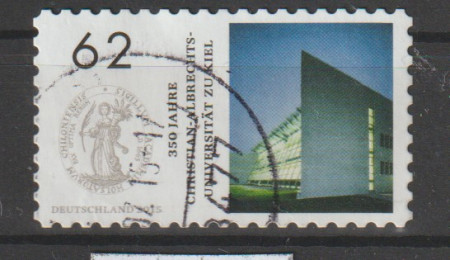 62
350 JAHRE
CHRISTIAN-ALBRECHTS-
UNIVERSITÄT ZU KIEL
DEUTSCHLAND 2015